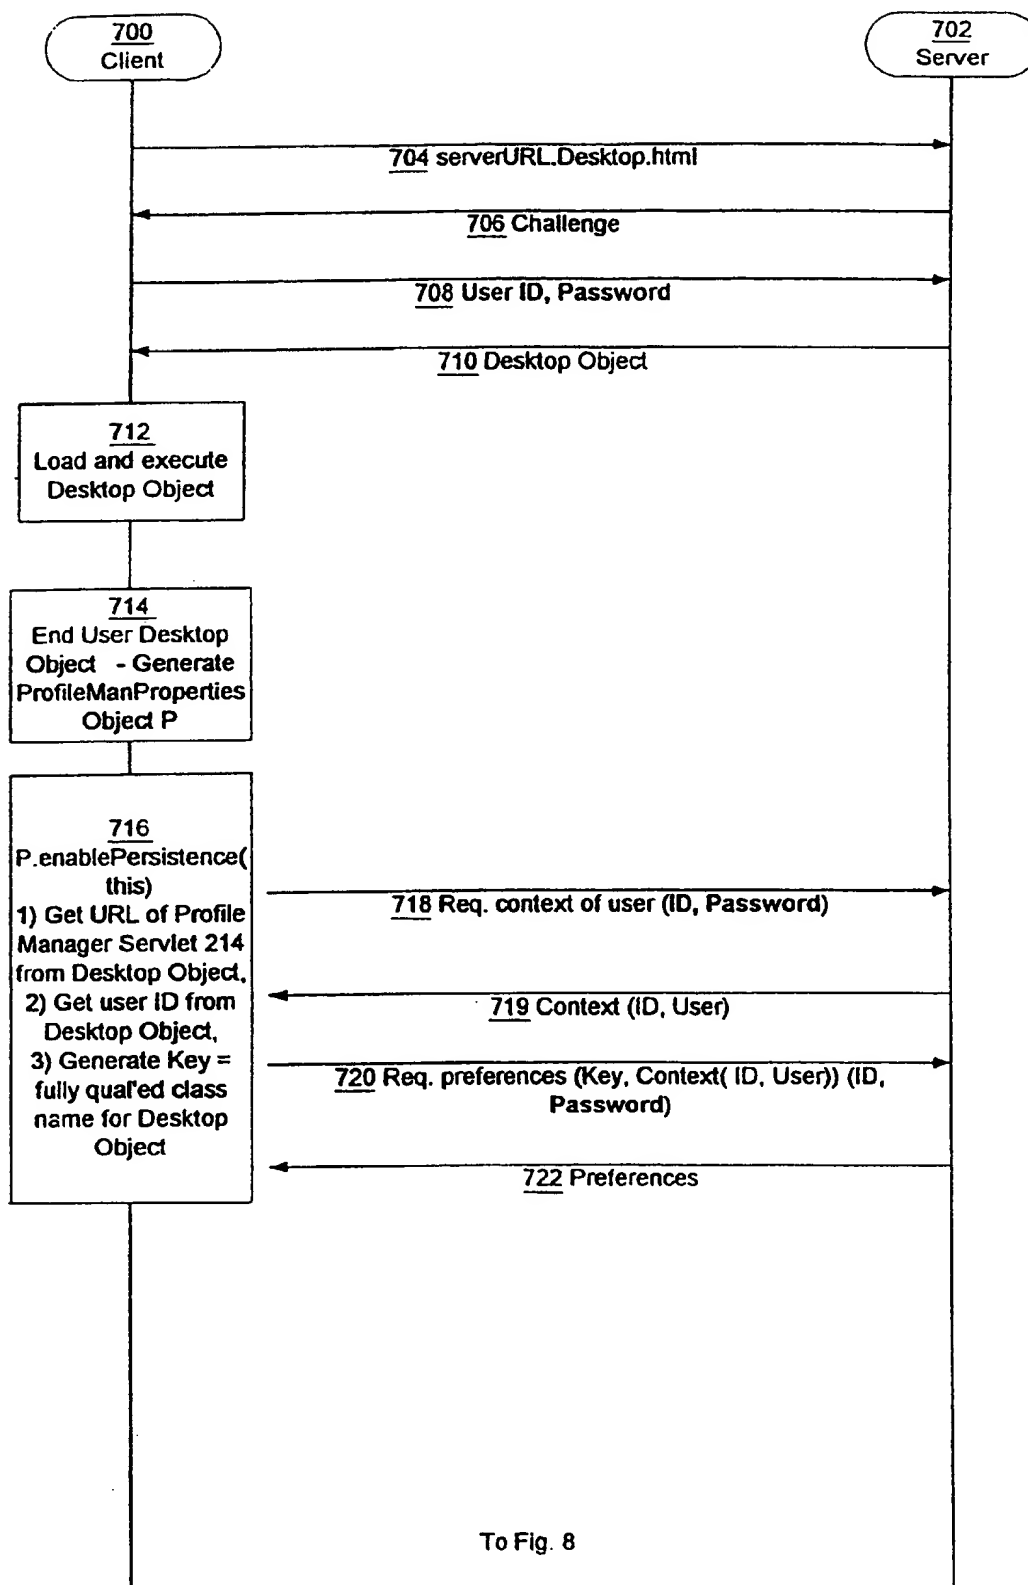 700
Client
702
Server
704 serverURL.Desktop.html
706 Challenge
708 User ID, Password
710 Desktop Object
712
Load and execute
Desktop Object
714
End User Desktop
Object - Generate
ProfileManProperties
Object P
716
P.enablePersistence(
this)
1) Get URL of Profile
Manager Servlet 214
from Desktop Object,
2) Get user ID from
Desktop Object,
3) Generate Key =
fully qualfed class
name for Desktop
Object
718 Req. context of user (ID, Password)
719 Context (ID, User)
720 Req. preferences (Key, Context( ID, User)) (ID,
Password)
722 Preferences
To Fig. 8